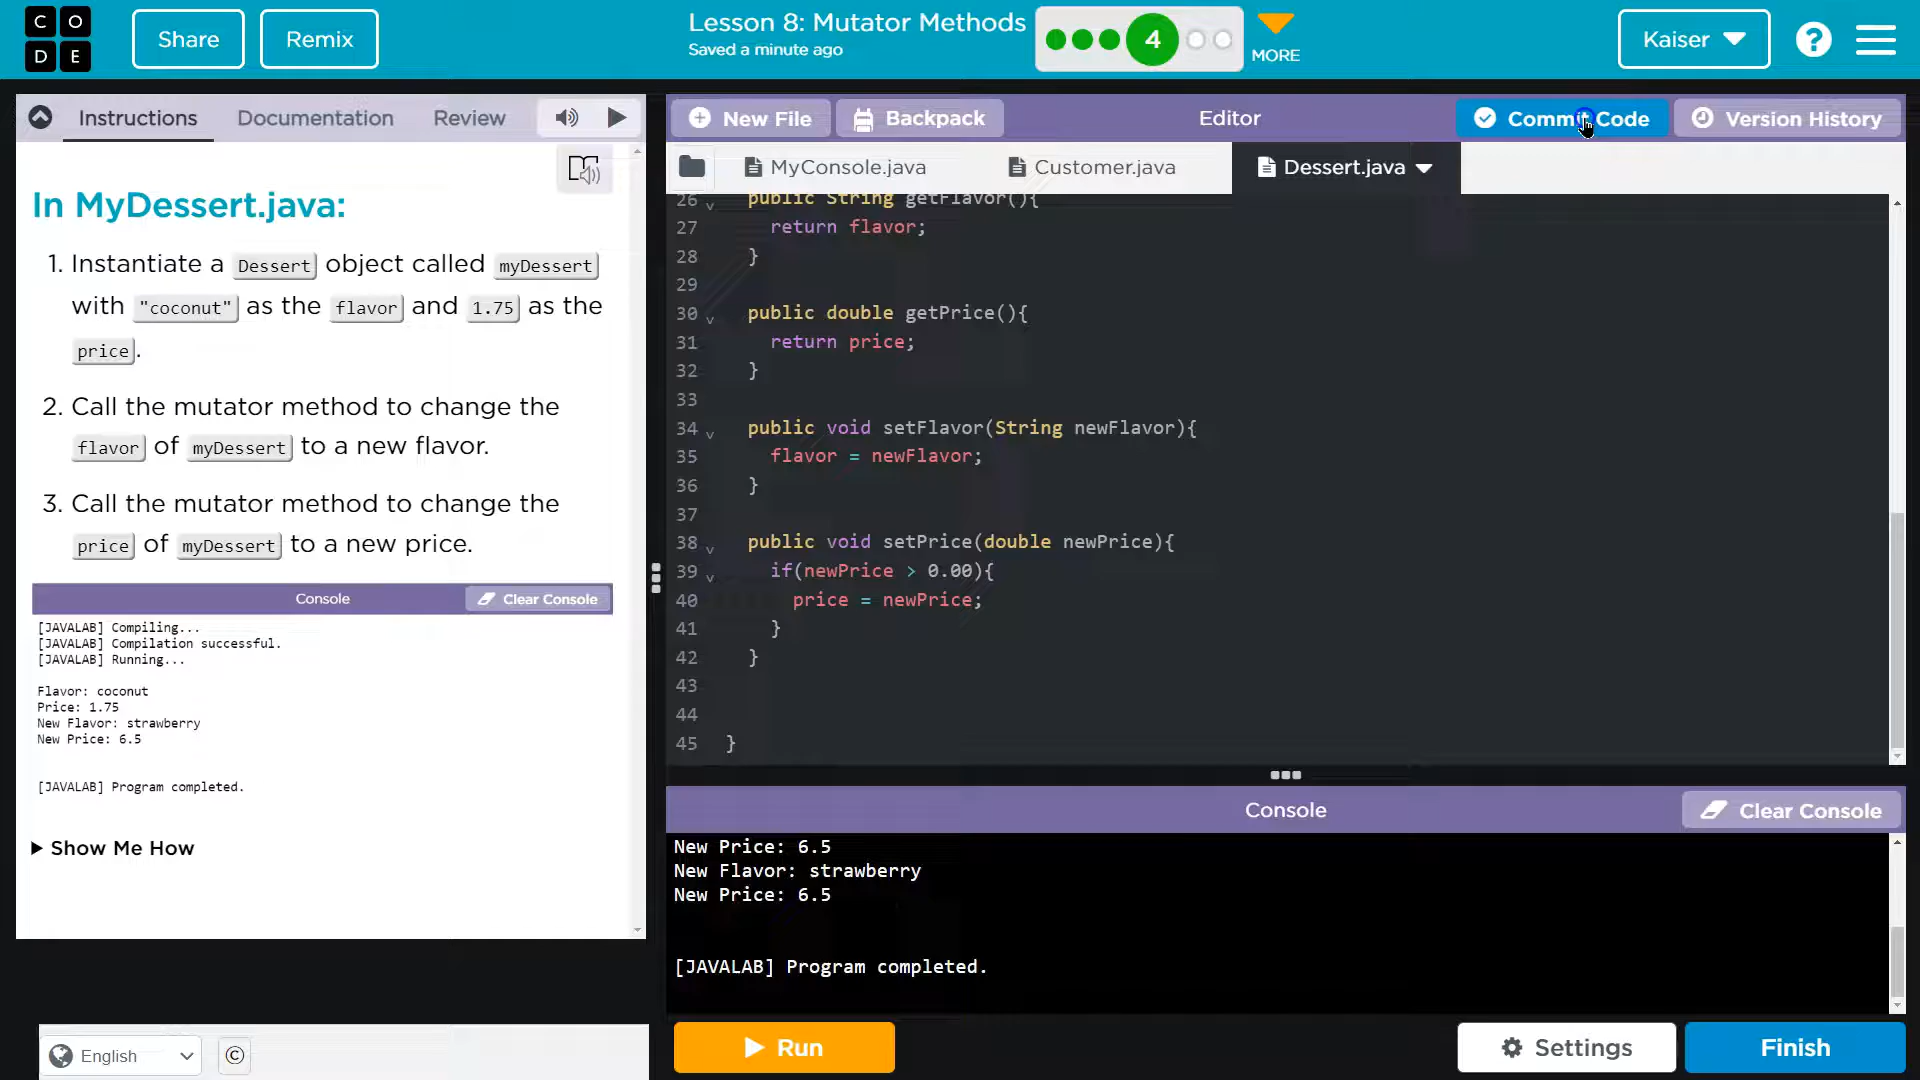 C O D E
Share
Remix
Lesson 8: Mutator Methods
Saved a minute ago
4
MORE
Kaiser
?
Instructions
Documentation
Review
New File
Backpack
Editor
Commit Code
Version History
MyConsole.java
Customer.java
Dessert.java
In MyDessert.java:
1. Instantiate a Dessert object called myDessert
with "coconut" as the flavor and 1.75 as the
price.
2. Call the mutator method to change the
flavor of myDessert to a new flavor.
3. Call the mutator method to change the
price of myDessert to a new price.
Console
Clear Console
[JAVALAB] Compiling...
[JAVALAB] Compilation successful.
[JAVALAB] Running...
Flavor: coconut
Price: 1.75
New Flavor: strawberry
New Price: 6.5
[JAVALAB] Program completed.
Show Me How
26 public String getFlavor(){
27 return flavor;
28 }
29
30 public double getPrice(){
31 return price;
32 }
33
34 public void setFlavor(String newFlavor){
35 flavor = newFlavor;
36 }
37
38 public void setPrice(double newPrice){
39 if(newPrice > 0.00){
40 price = newPrice;
41 }
42 }
43
44
45 }
Console
Clear Console
New Price: 6.5
New Flavor: strawberry
New Price: 6.5
[JAVALAB] Program completed.
English
©
Run
Settings
Finish